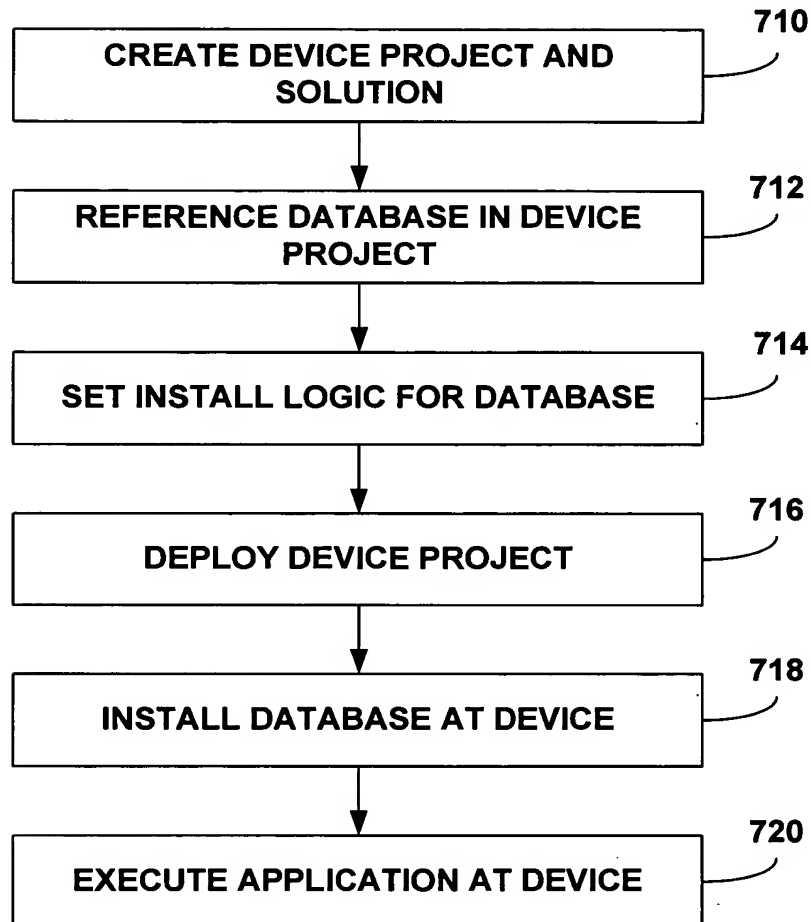 710
CREATE DEVICE PROJECT AND
SOLUTION
712
REFERENCE DATABASE IN DEVICE
PROJECT
714
SET INSTALL LOGIC FOR DATABASE
716
DEPLOY DEVICE PROJECT
718
INSTALL DATABASE AT DEVICE
720
EXECUTE APPLICATION AT DEVICE